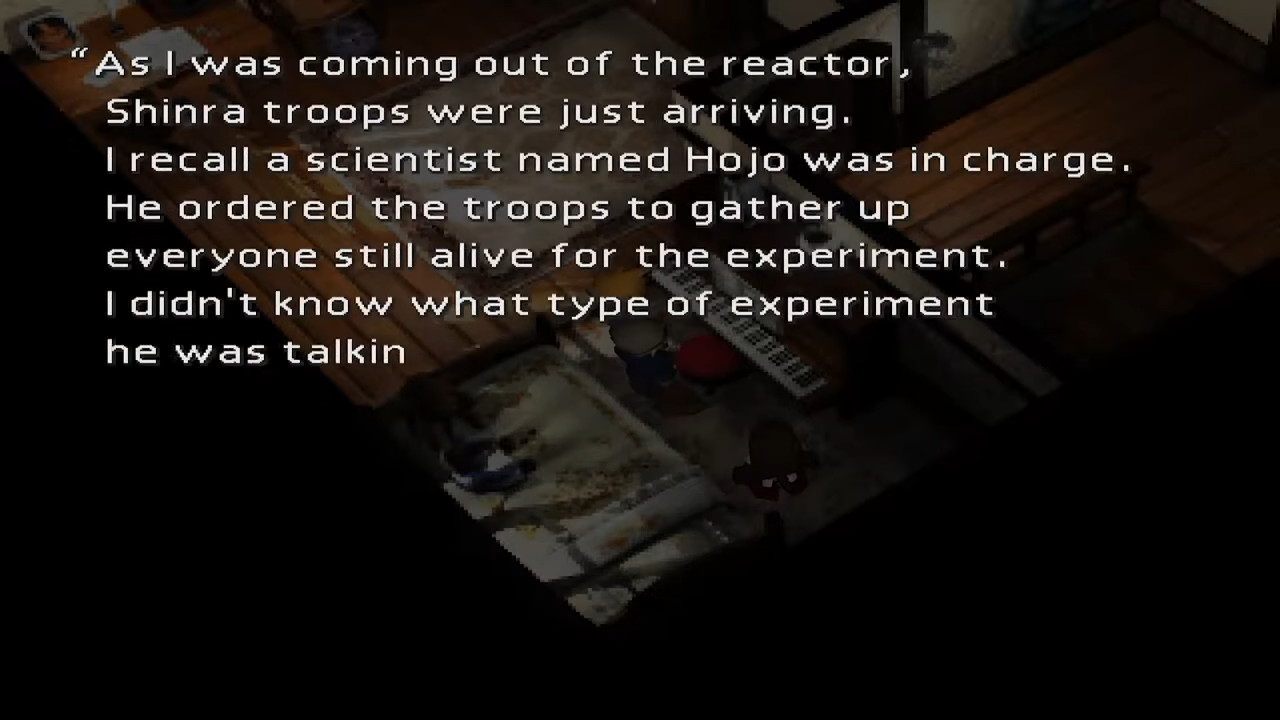 “As I was coming out of the reactor,
Shinra troops were just arriving.
I recall a scientist named Hojo was in charge.
He ordered the troops to gather up
everyone still alive for the experiment.
I didn't know what type of experiment
he was talkin